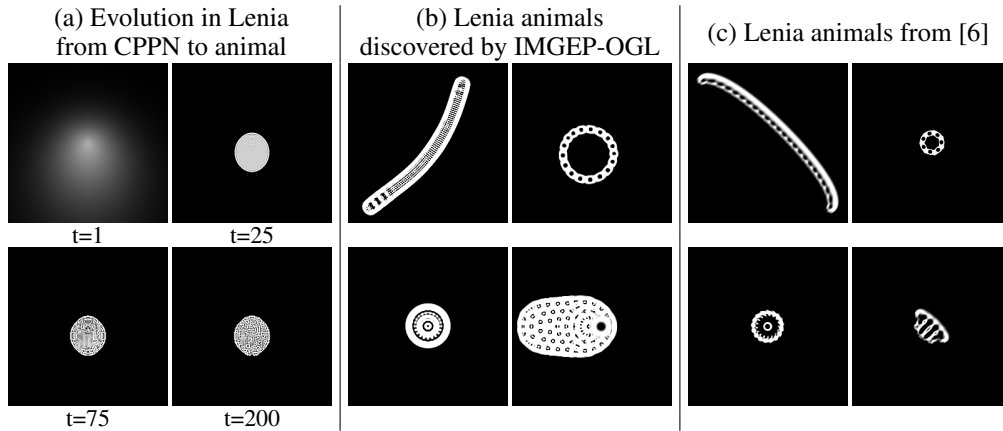 (a) Evolution in Lenia
from CPPN to animal
t=1
t=25
t=75
t=200
(b) Lenia animals
discovered by IMGEP-OGL
(c) Lenia animals from [6]